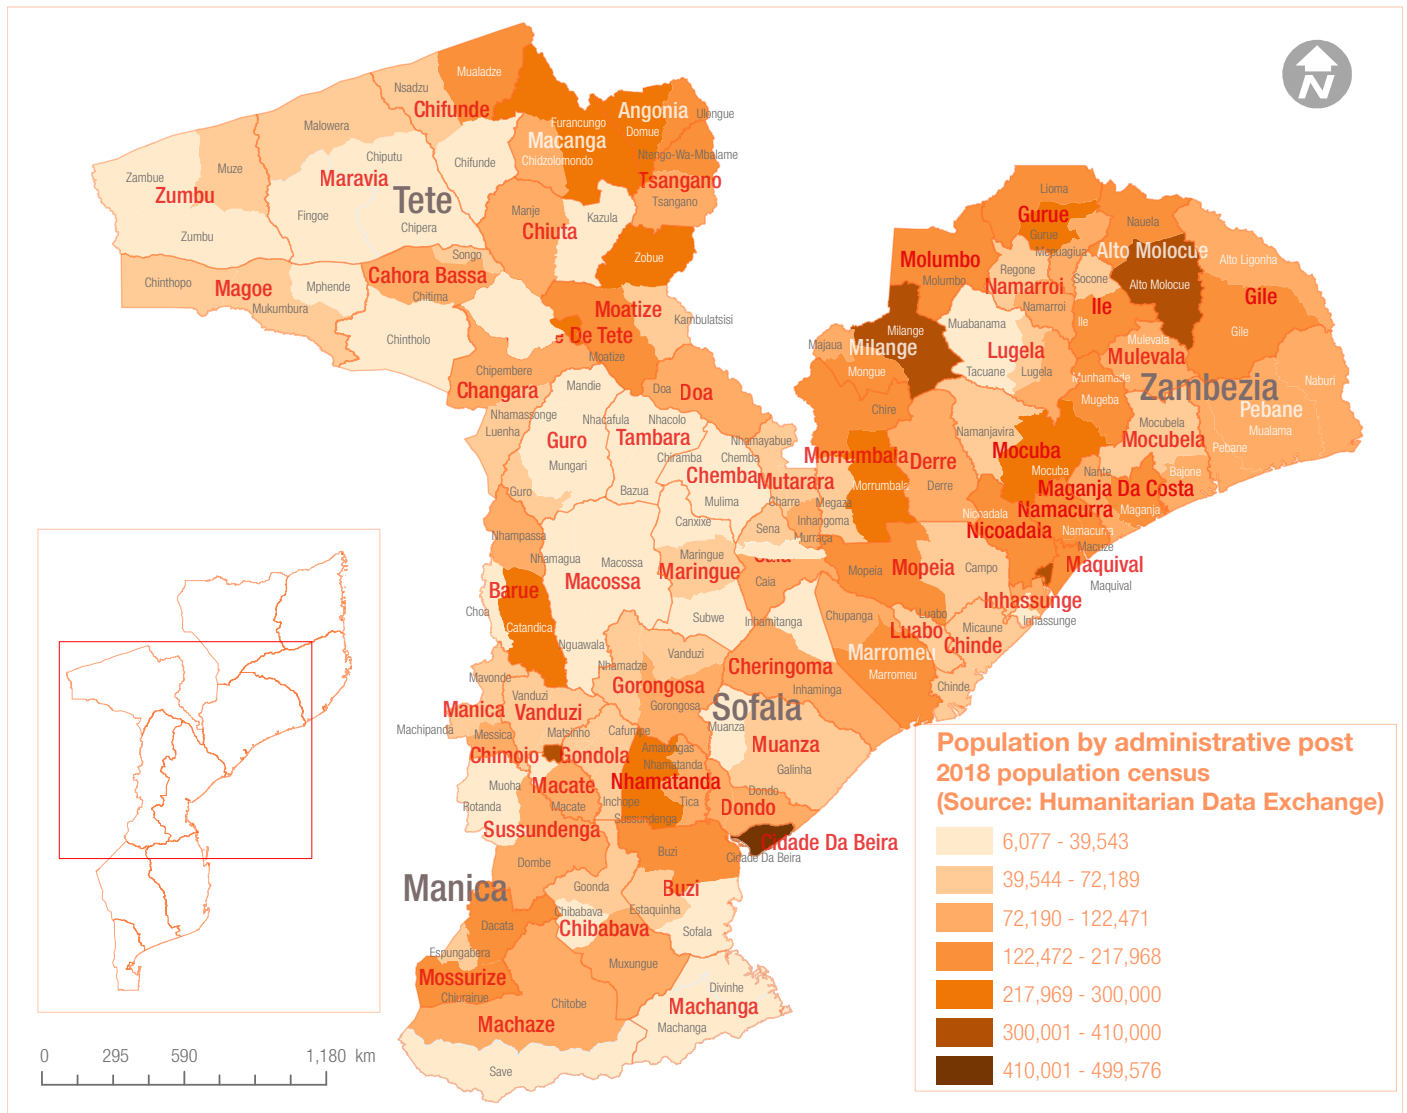 N
Mualadze
Nsadzu
Chifunde
Angonia
Ulongue
Furancungo
Domue
Malowera
Macanga
Chiputu
Chifunde
Chidzolomondo
Ntengo-Wa-Mbalame
Muze
Zambue
Maravia
Tsangano
Zumbu
Tete
Tsangano
Fingoe
Manje
Kazula
Chipera
Chiuta
Zumbu
Songo
Zobue
Cahora Bassa
Chinthopo
Magoe
Mphende
Chitima
Mukumbura
Moatize
Kambulatsisi
e De Tete
Chintholo
Moatize
Chipembere
Mandie
Changara
Doa
Doa
Nhamassonge
Nhacafula
Nhacolo
Luenha
Guro
Tambara
Nhamayabue
Mungari
Chiramba
Chemba
Chemba
Mutarara
Guro
Bazua
Mulima
Charre
Megaza
Canxixe
Inhangoma
Sena
Murraça
Nhampassa
Nhamagua
Macossa
Maringue
Caia
Macossa
Maringue
Caia
Barue
Choa
Catandica
Subwe
Inhamitanga
Nguawala
Vanduzi
Nhamadze
Cheringoma
Mavonde
Gorongosa
Vanduzi
Inhaminga
Manica
Vanduzi
Gorongosa
Sofala
Machipanda
Messica
Matsinho
Cafumpe
Muanza
Chimoio
Gondola
Amatongas
Muanza
Nhamatanda
Galinha
Muoha
Macate
Nhamatanda
Dondo
Rotanda
Macate
Inchope
Tica
Dondo
Sussundenga
Sussundenga
Cidade Da Beira
Cidade Da Beira
Dombe
Buzi
Manica
Goonda
Buzi
Chibabava
Estaquinha
Dacata
Chibabava
Sofala
Espungabera
Muxungue
Mossurize
Chiurairue
Chitobe
Divinhe
Machanga
Machaze
Machanga
Save
Lioma
Gurue
Nauela
Gurue
Mepuagiua
Alto Molocue
Molumbo
Alto Ligonha
Regone
Socone
Molumbo
Namarroi
Alto Molocue
Gile
Namarroi
Ile
Ile
Milange
Muabanama
Gile
Majaua
Milange
Lugela
Mulevala
Mulevala
Mongue
Tacuane
Lugela
Munhamade
Zambezia
Naburi
Mugeba
Pebane
Chire
Mocubela
Mualama
Namanjavira
Mocubela
Pebane
Morrumbala
Derre
Mocuba
Mocuba
Nante
Bajone
Morrumbala
Derre
Maganja Da Costa
Nicoadala
Namacurra
Maganja
Nicoadaia
Namacurra
Macuze
Mopeia
Mopeia
Campo
Maquival
Maquival
Inhassunge
Inhassunge
Chupanga
Luabo
Micaune
Luabo
Chinde
Marromeu
Marromeu
Chinde
Population by administrative post
2018 population census
(Source: Humanitarian Data Exchange)
6,077 - 39,543
39,544 - 72,189
72,190 - 122,471
122,472 - 217,968
217,969 - 300,000
300,001 - 410,000
410,001 - 499,576
0 295 590 1,180 km